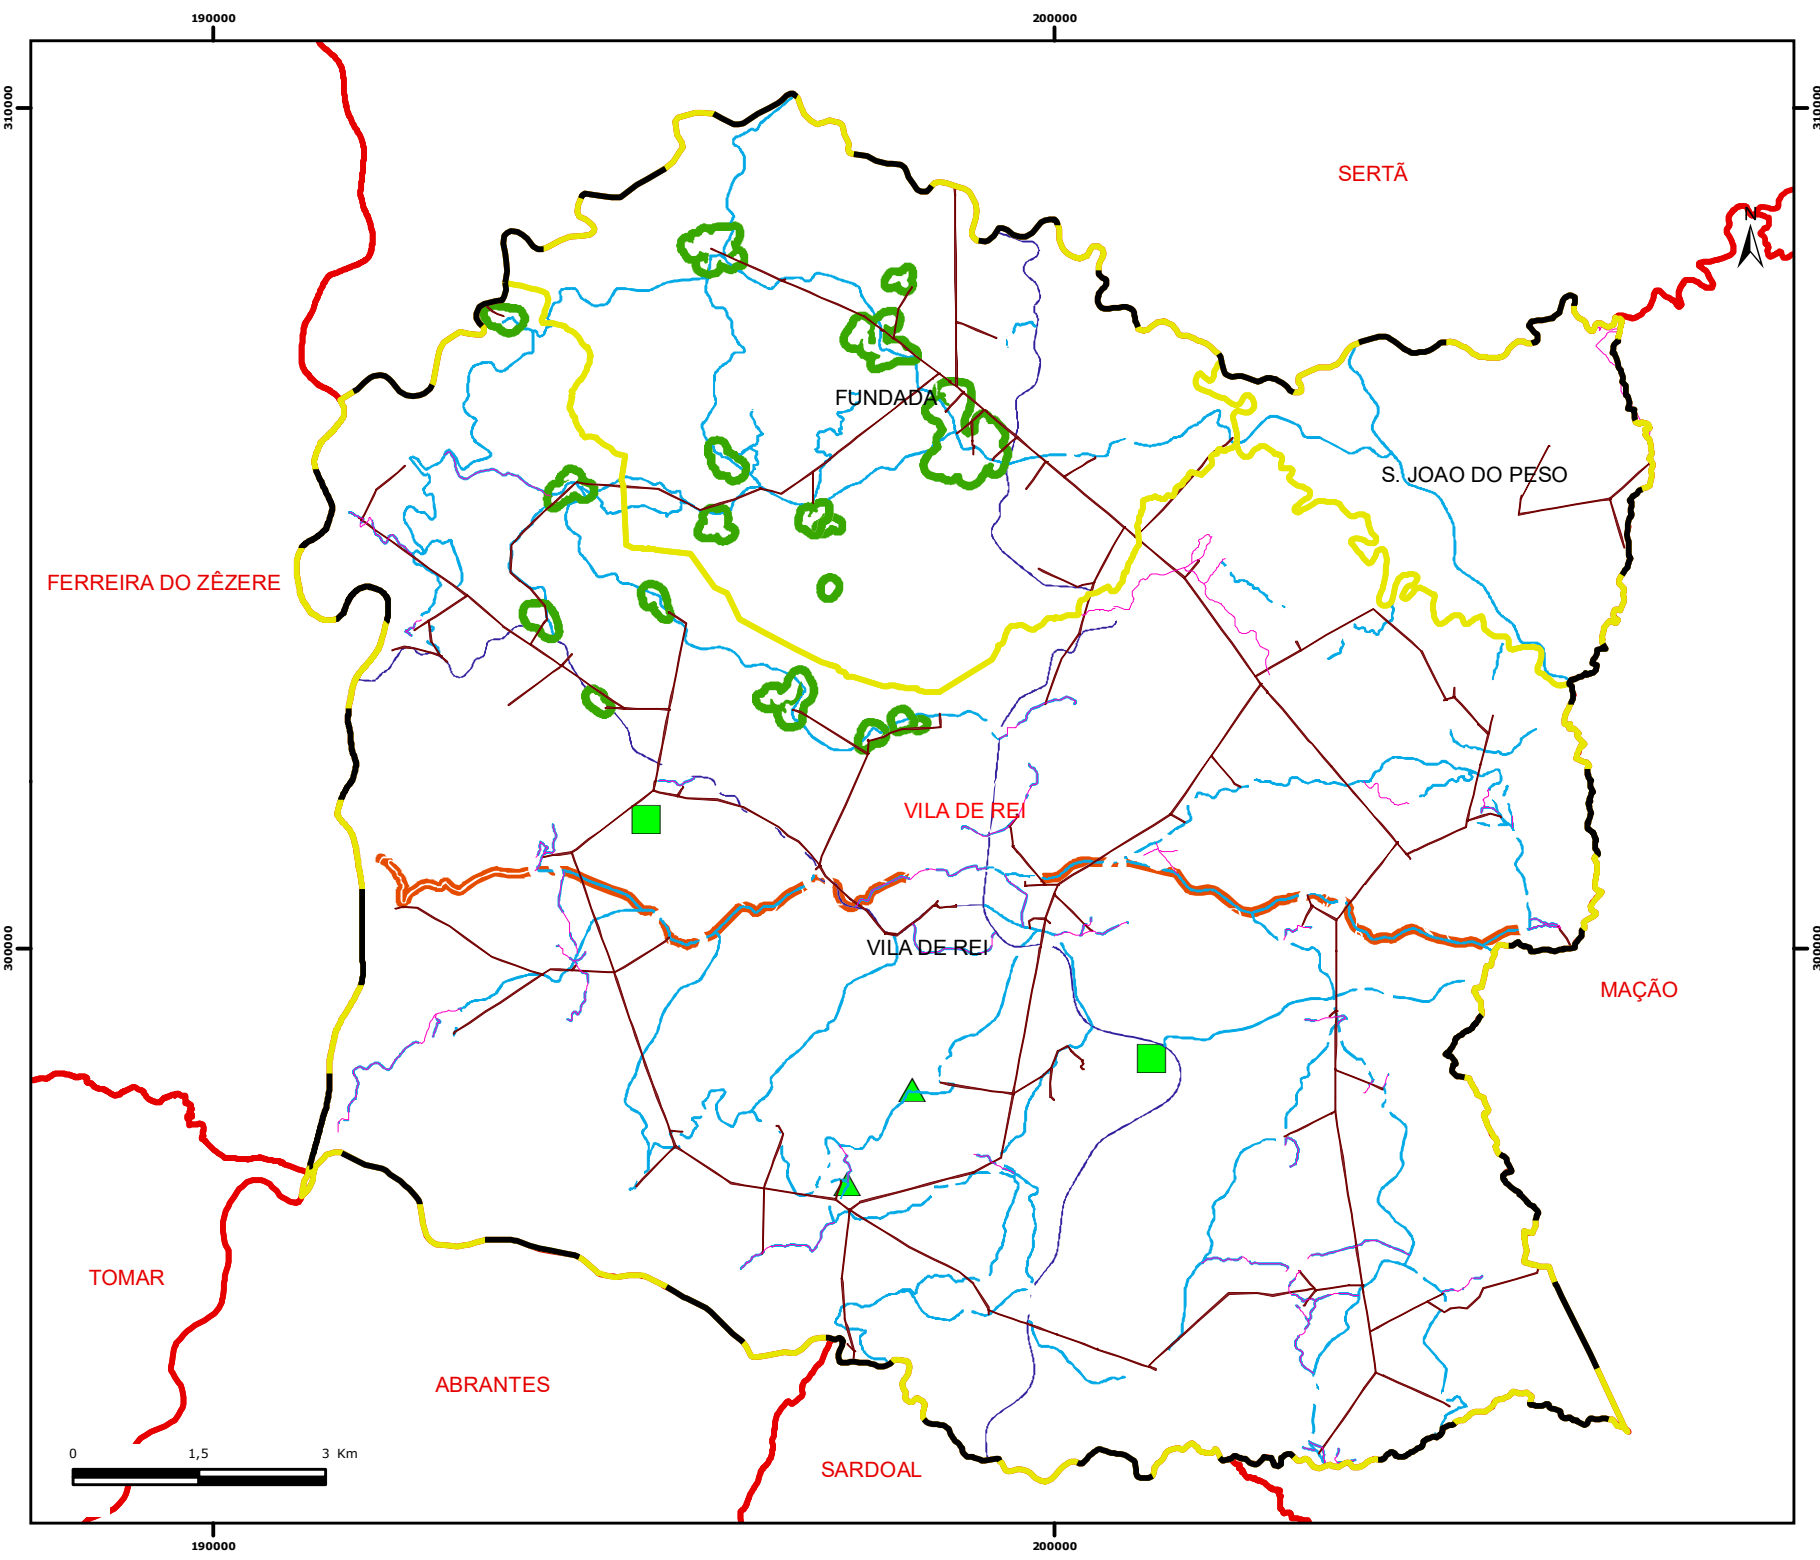 190000 200000
310000 310000
SERTÃ
N
FUNDADA
S. JOAO DO PESO
FERREIRA DO ZÊZERE
VILA DE REI
VILA DE REI
300000 300000
MAÇÃO
TOMAR
ABRANTES
0 1,5 3 Km
SARDOAL
190000 200000